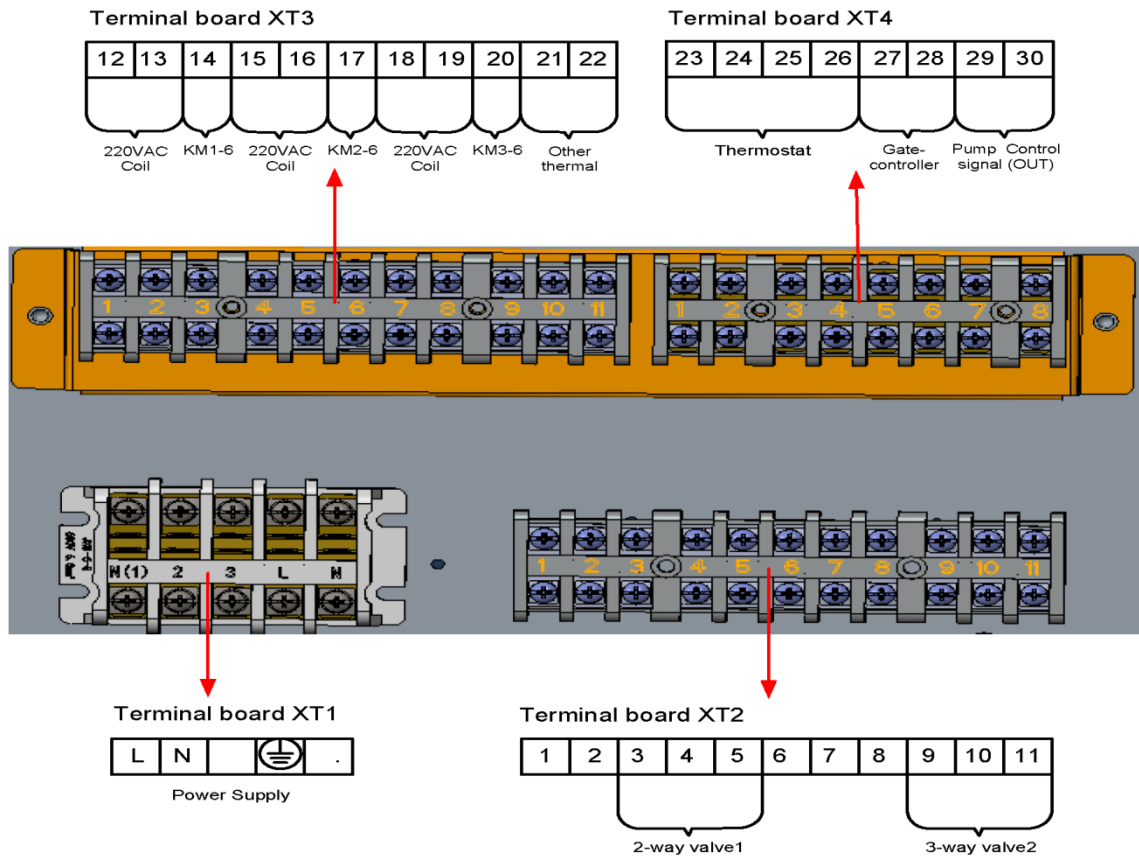 Terminal board XT3
Terminal board XT4
12 13 14 15 16 17 18 19 20 21 22
23 24 25 26 27 28 29 30
220VAC Coil
KM1-6
220VAC Coil
KM2-6
220VAC Coil
KM3-6
Other thermal
Thermostat
Gate-controller
Pump signal
Control (OUT)
1 2 3 4 5 6 7 8 9 10 11
1 2 3 4 5 6 7 8
N(1) 2 3 L N
1 2 3 4 5 6 7 8 9 10 11
Terminal board XT1
Terminal board XT2
L N .
1 2 3 4 5 6 7 8 9 10 11
Power Supply
2-way valve1
3-way valve2